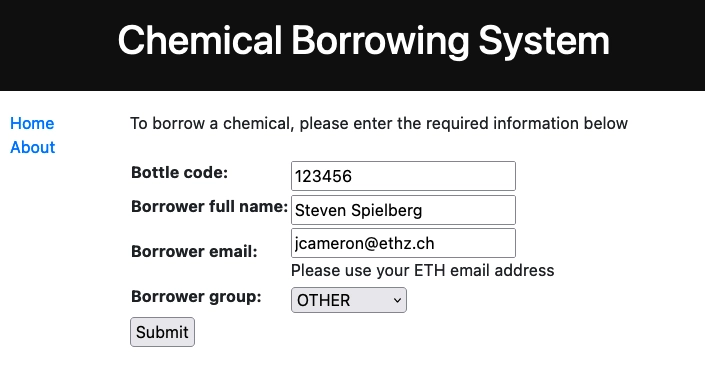 Chemical Borrowing System
Home
About
To borrow a chemical, please enter the required information below
Bottle code: 123456
Borrower full name: Steven Spielberg
Borrower email: jcameron@ethz.ch
Please use your ETH email address
Borrower group: OTHER
Submit